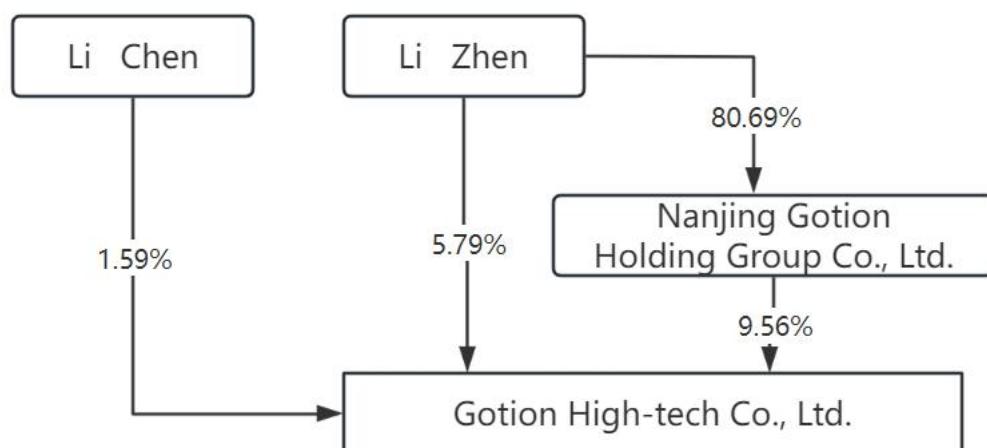 Li Chen
Li Zhen
80.69%
Nanjing Gotion
Holding Group Co., Ltd.
1.59%
5.79%
9.56%
Gotion High-tech Co., Ltd.